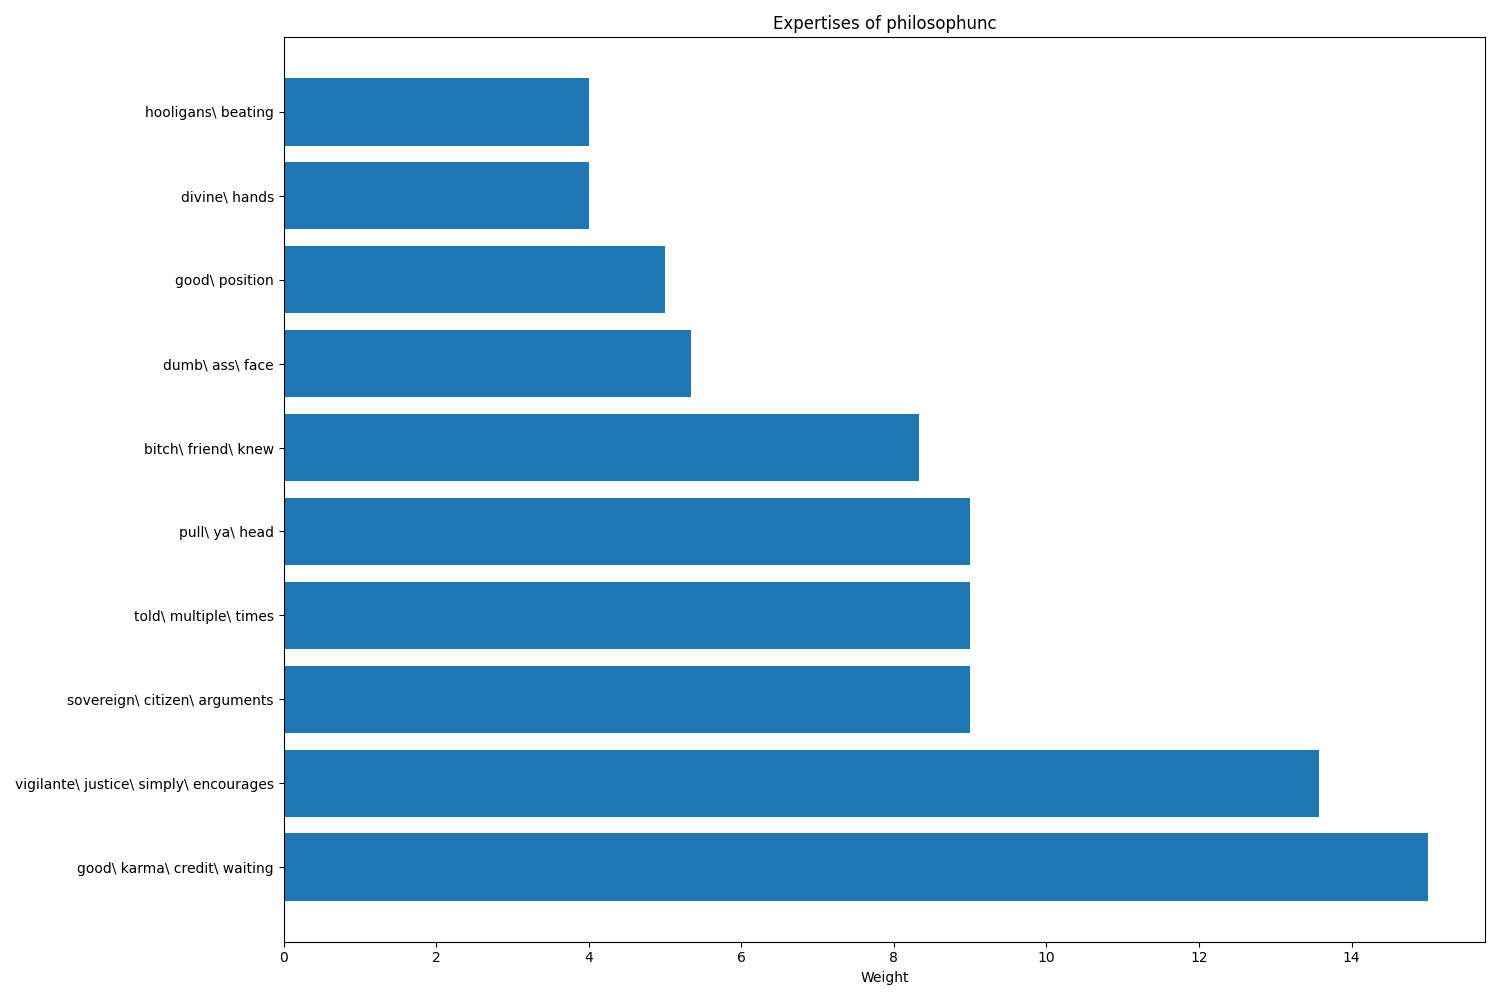 Expertises of philosophunc
hooligans\ beating
divine\ hands
good\ position
dumb\ ass\ face
bitch\ friend\ knew
pull\ ya\ head
told\ multiple\ times
sovereign\ citizen\ arguments
vigilante\ justice\ simply\ encourages
good\ karma\ credit\ waiting
0 2 4 6 8 10 12 14
Weight